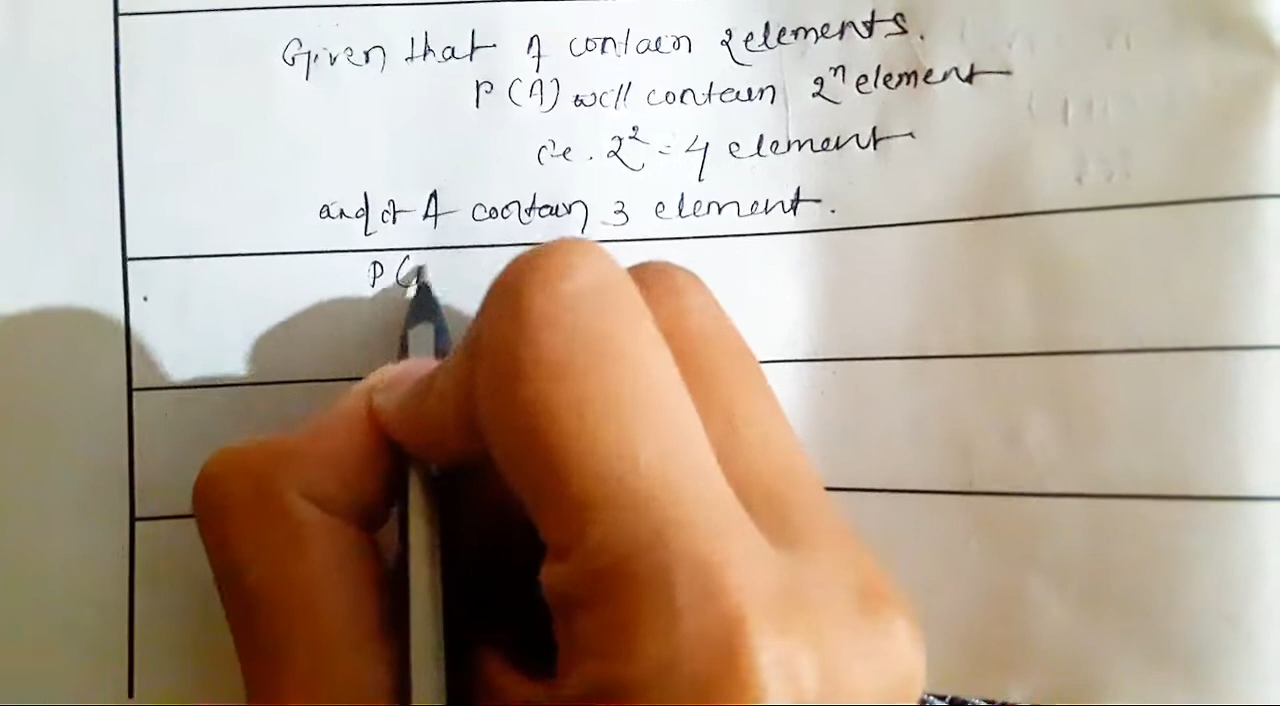 Given that A contain 2 elements.
P(A) will contain 2ⁿ element
i.e. 2² = 4 element
and if A contain 3 element.
P(